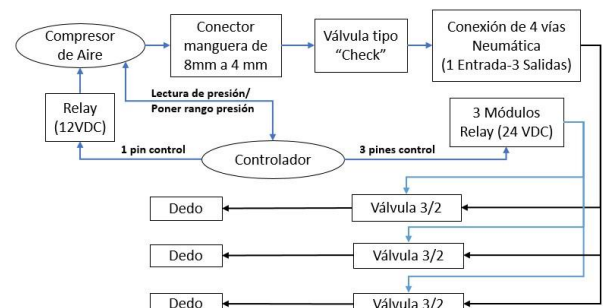 Compresor
de Aire
Conector
manguera de
8mm a 4 mm
Válvula tipo
“Check”
Conexión de 4 vías
Neumática
(1 Entrada-3 Salidas)
Lectura de presión/
Poner rango presión
Relay
(12VDC)
3 Módulos
Relay (24 VDC)
1 pin control
Controlador
3 pines control
Dedo
Válvula 3/2
Dedo
Válvula 3/2
Dedo
Válvula 3/2